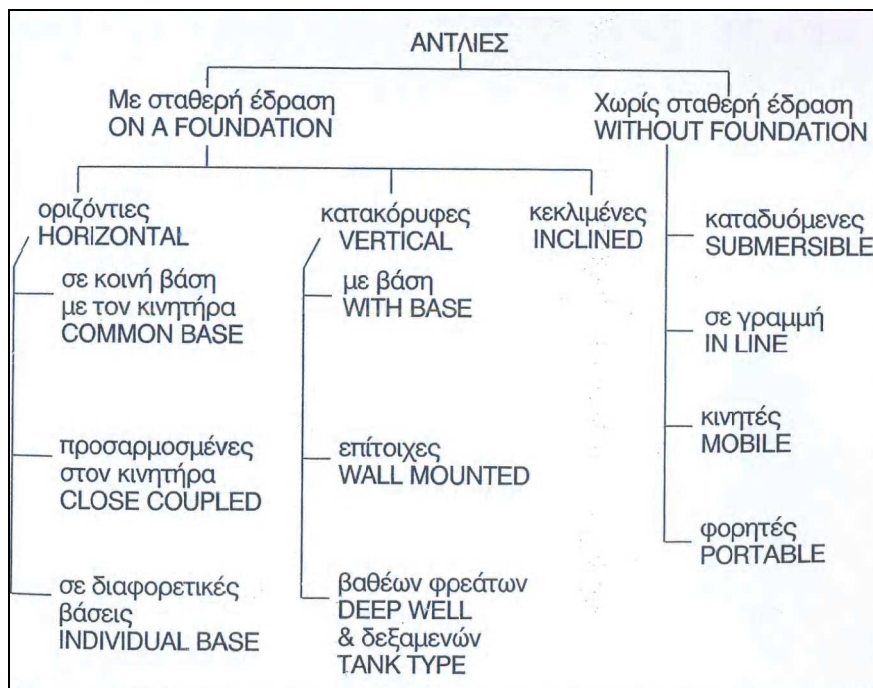 ΑΝΤΛΙΕΣ
Με σταθερή έδραση
ON A FOUNDATION
Χωρίς σταθερή έδραση
WITHOUT FOUNDATION
οριζόντιες
HORIZONTAL
σε κοινή βάση
με τον κινητήρα
COMMON BASE
προσαρμοσμένες
στον κινητήρα
CLOSE COUPLED
σε διαφορετικές
βάσεις
INDIVIDUAL BASE
κατακόρυφες
VERTICAL
με βάση
WITH BASE
επίτοιχες
WALL MOUNTED
βαθέων φρεάτων
DEEP WELL
& δεξαμενών
TANK TYPE
κεκλιμένες
INCLINED
καταδυόμενες
SUBMERSIBLE
σε γραμμή
IN LINE
κινητές
MOBILE
φορητές
PORTABLE